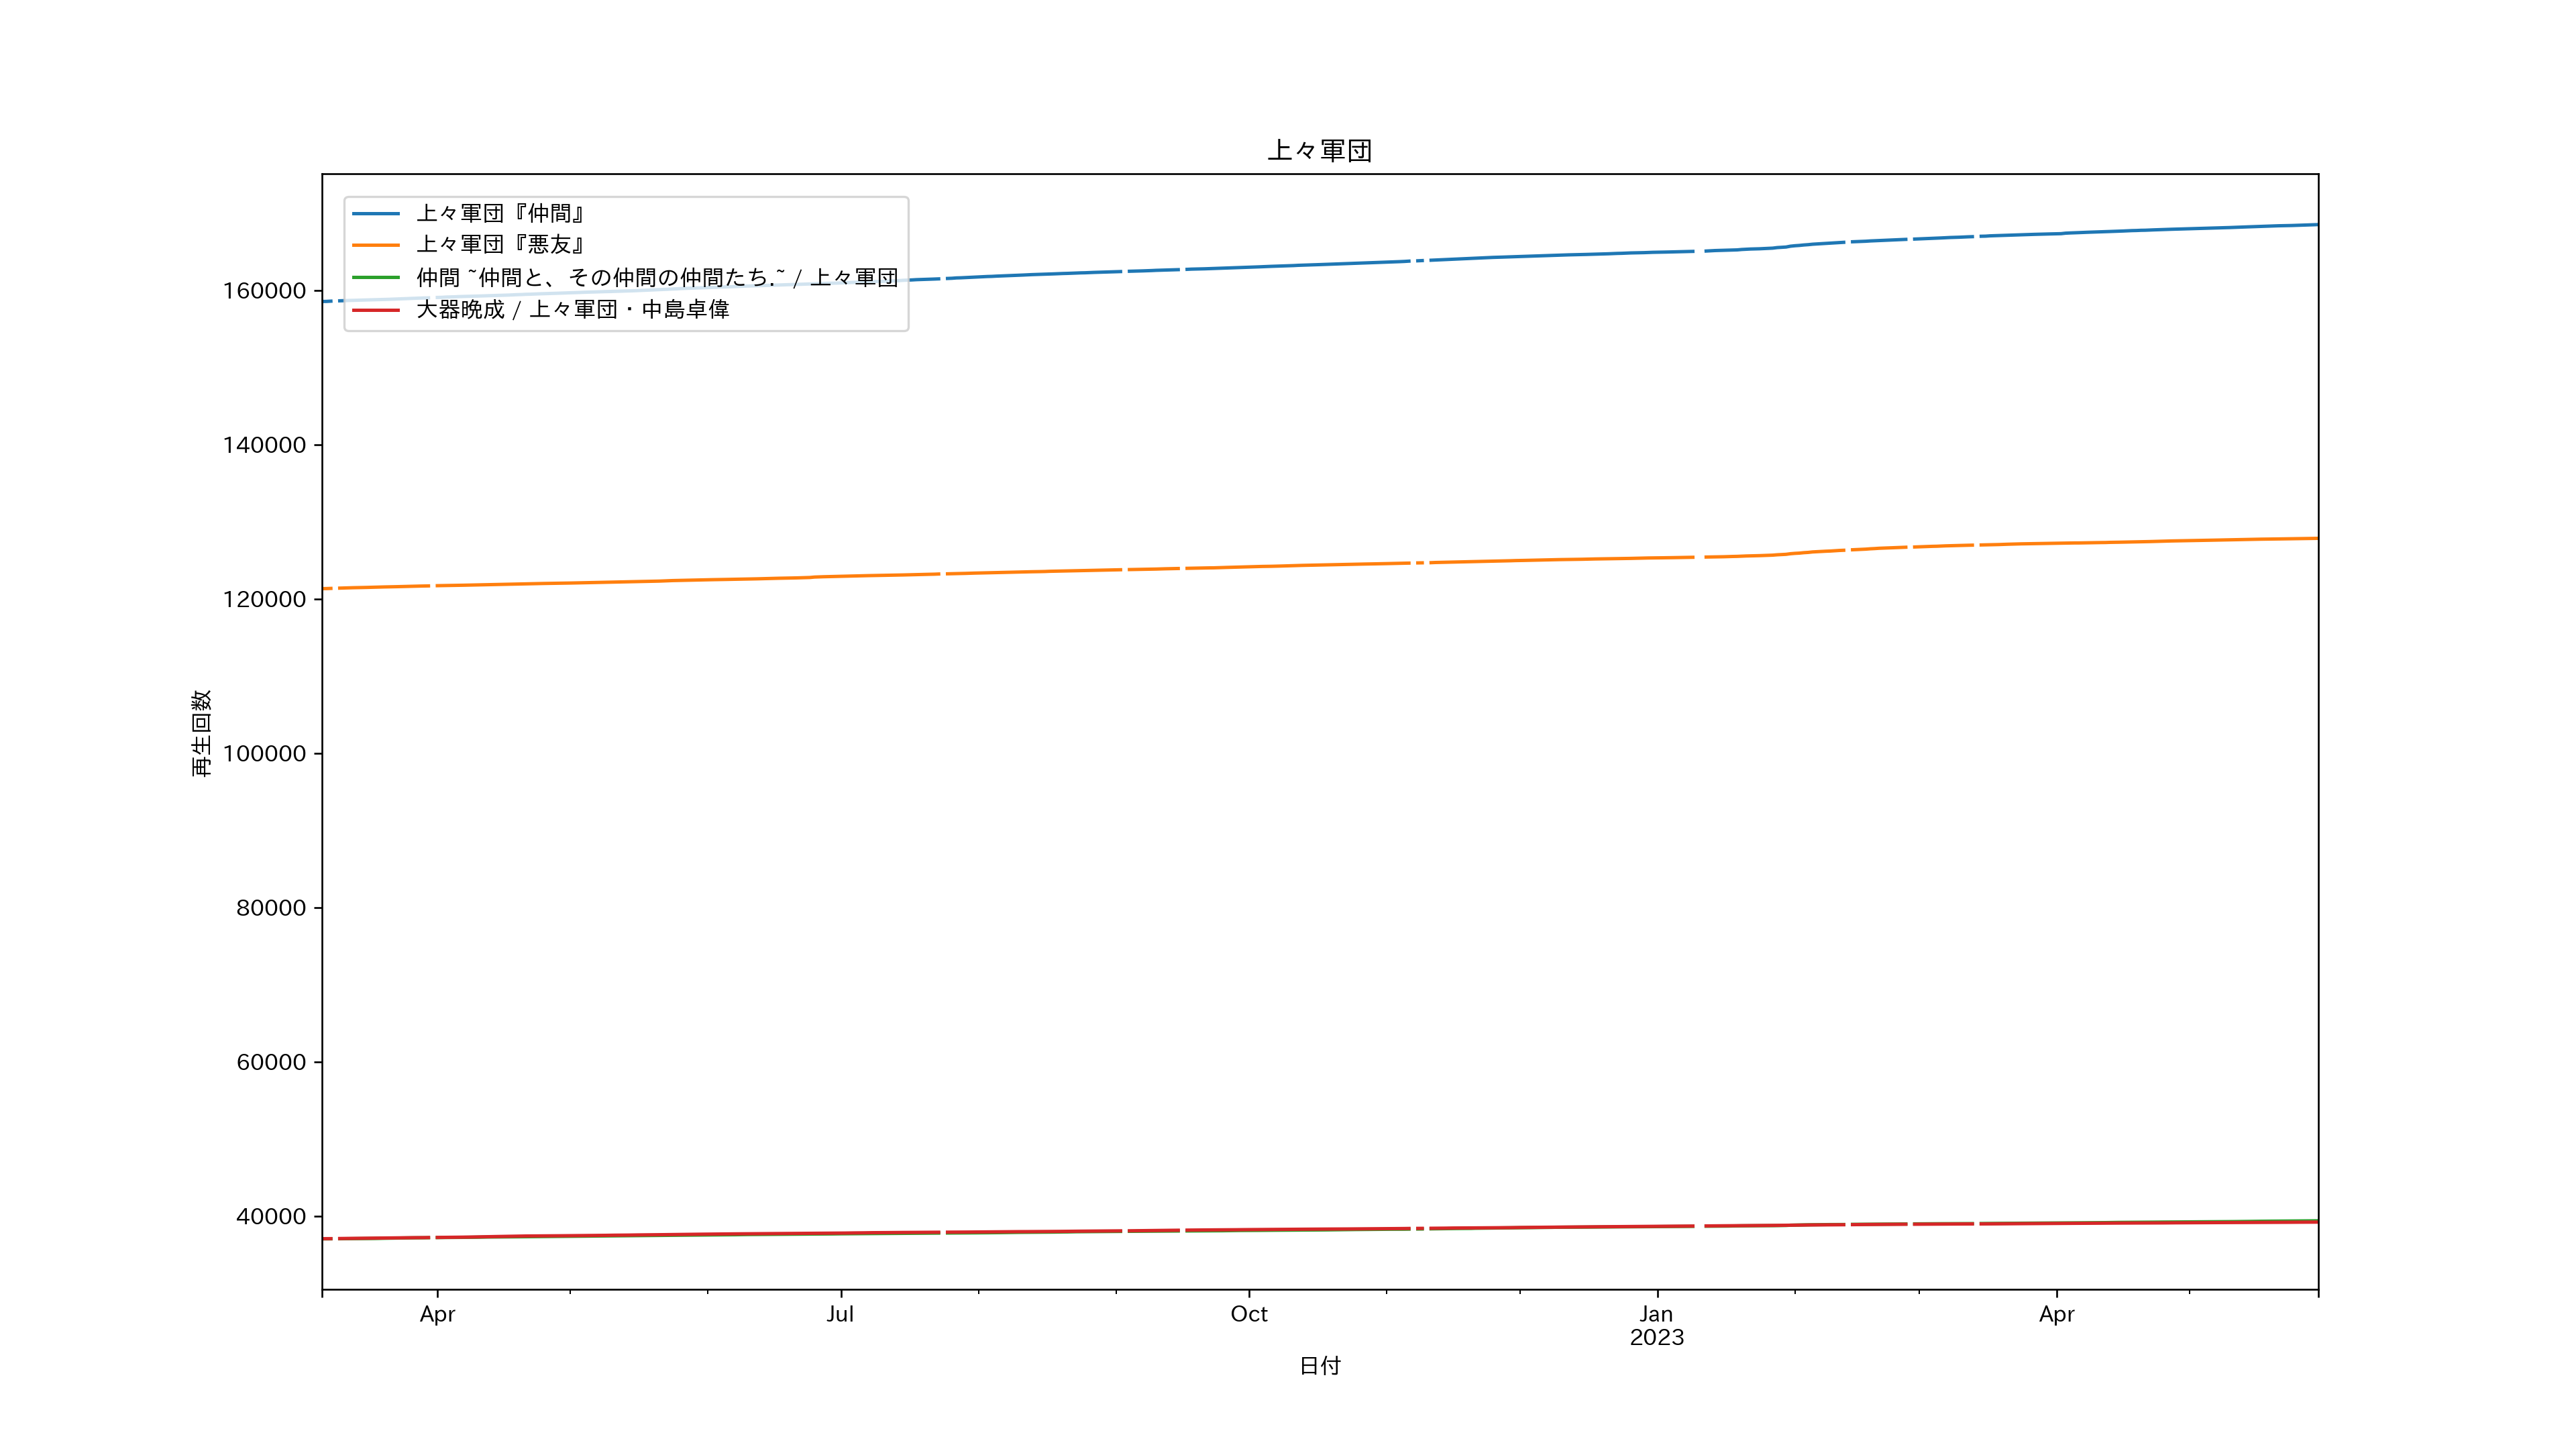 上々軍団
上々軍団『仲間』
上々軍団『悪友』
仲間 ~仲間と、その仲間の仲間たち.~ / 上々軍団
大器晩成 / 上々軍団・中島卓偉
160000
140000
120000
100000
80000
60000
40000
再生回数
Apr
Jul
Oct
Jan
2023
Apr
日付